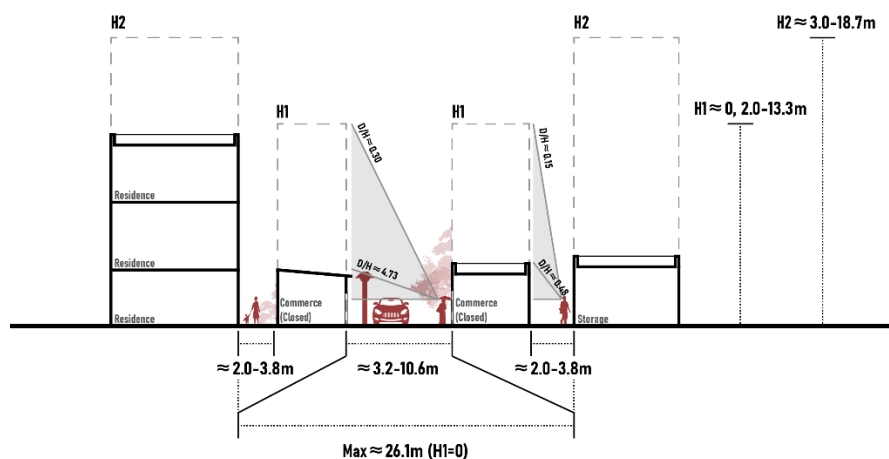 H2
H2
H2 ≈ 3.0-18.7m
H1
H1
H1 ≈ 0, 2.0-13.3m
D/H ≈ 0.30
D/H ≈ 0.15
Residence
Residence
D/H ≈ 4.73
D/H ≈ 0.48
Commerce
(Closed)
Commerce
(Closed)
Residence
Storage
≈ 2.0-3.8m
≈ 3.2-10.6m
≈ 2.0-3.8m
Max ≈ 26.1m (H1=0)